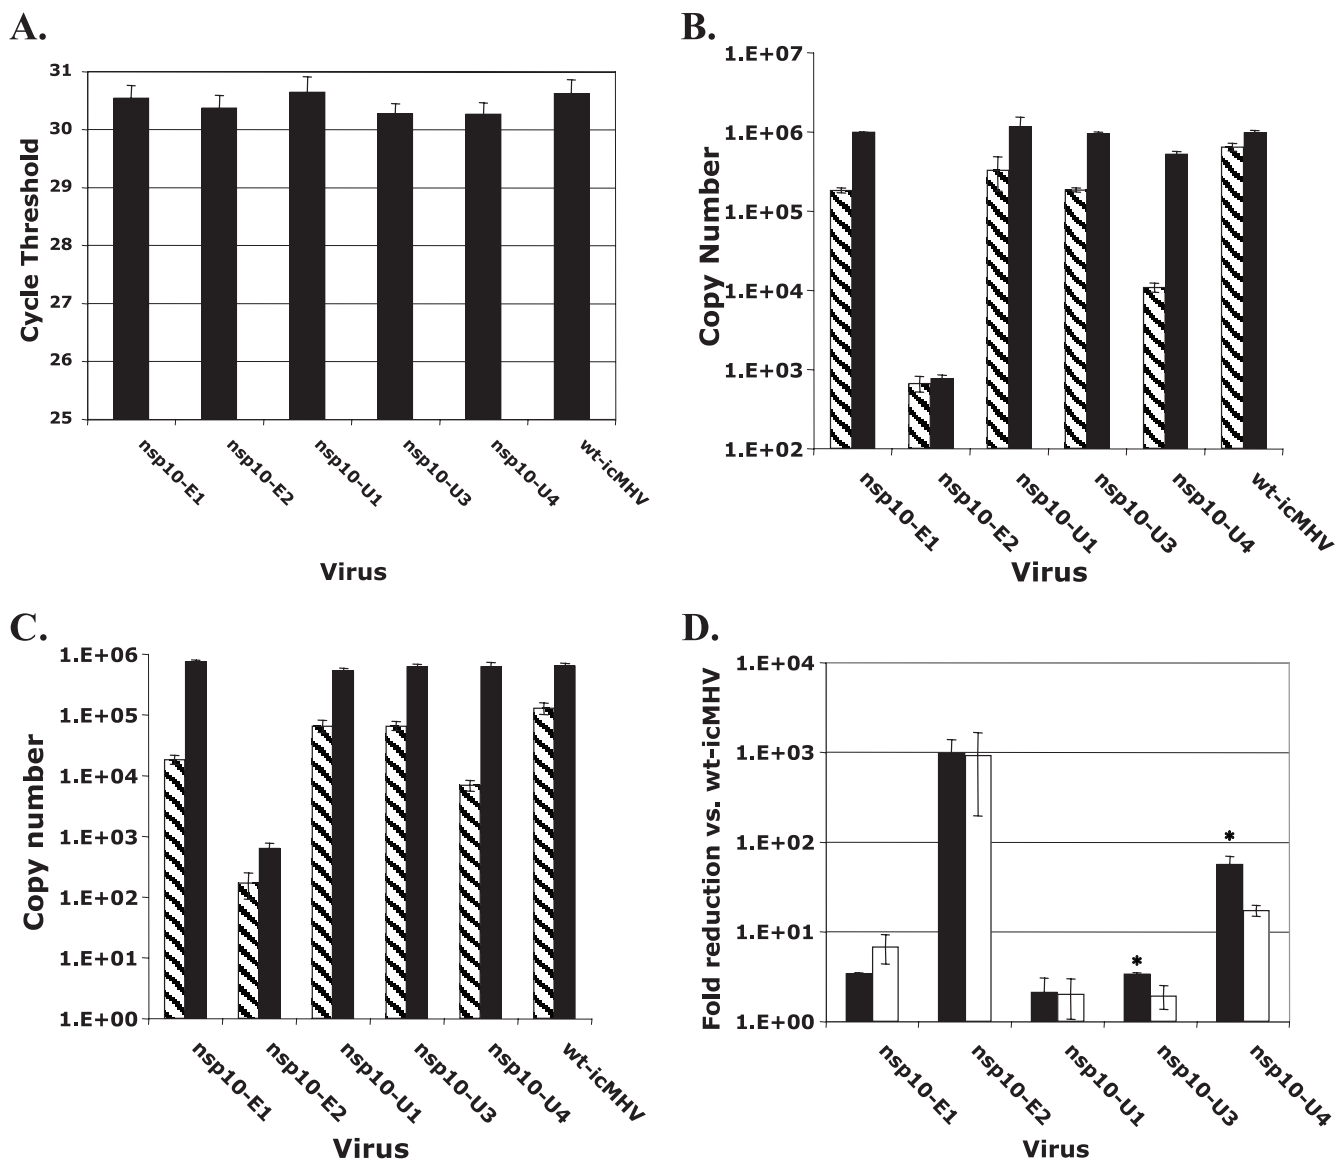 A.
Cycle Threshold
31
30
29
28
27
26
25
nsp10-E1
nsp10-E2
nsp10-U1
nsp10-U3
nsp10-U4
wt-icMHV
Virus
B.
Copy Number
1.E+07
1.E+06
1.E+05
1.E+04
1.E+03
1.E+02
nsp10-E1
nsp10-E2
nsp10-U1
nsp10-U3
nsp10-U4
wt-icMHV
Virus
C.
Copy number
1.E+06
1.E+05
1.E+04
1.E+03
1.E+02
1.E+01
1.E+00
nsp10-E1
nsp10-E2
nsp10-U1
nsp10-U3
nsp10-U4
wt-icMHV
Virus
D.
Fold reduction vs. wt-icMHV
1.E+04
1.E+03
1.E+02
1.E+01
1.E+00
*
*
nsp10-E1
nsp10-E2
nsp10-U1
nsp10-U3
nsp10-U4
Virus